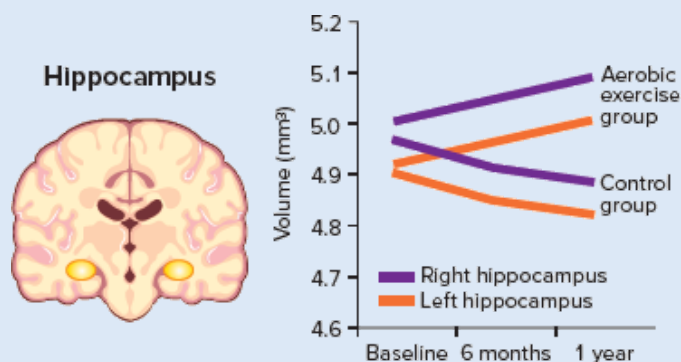 Hippocampus
Volume (mm³)
5.2
5.1
5.0
4.9
4.8
4.7
4.6
Aerobic
exercise
group
Control
group
Right hippocampus
Left hippocampus
Baseline 6 months 1 year